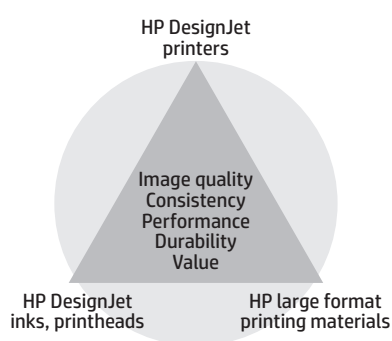 HP DesignJet
printers
Image quality
Consistency
Performance
Durability
Value
HP DesignJet
inks, printheads
HP large format
printing materials